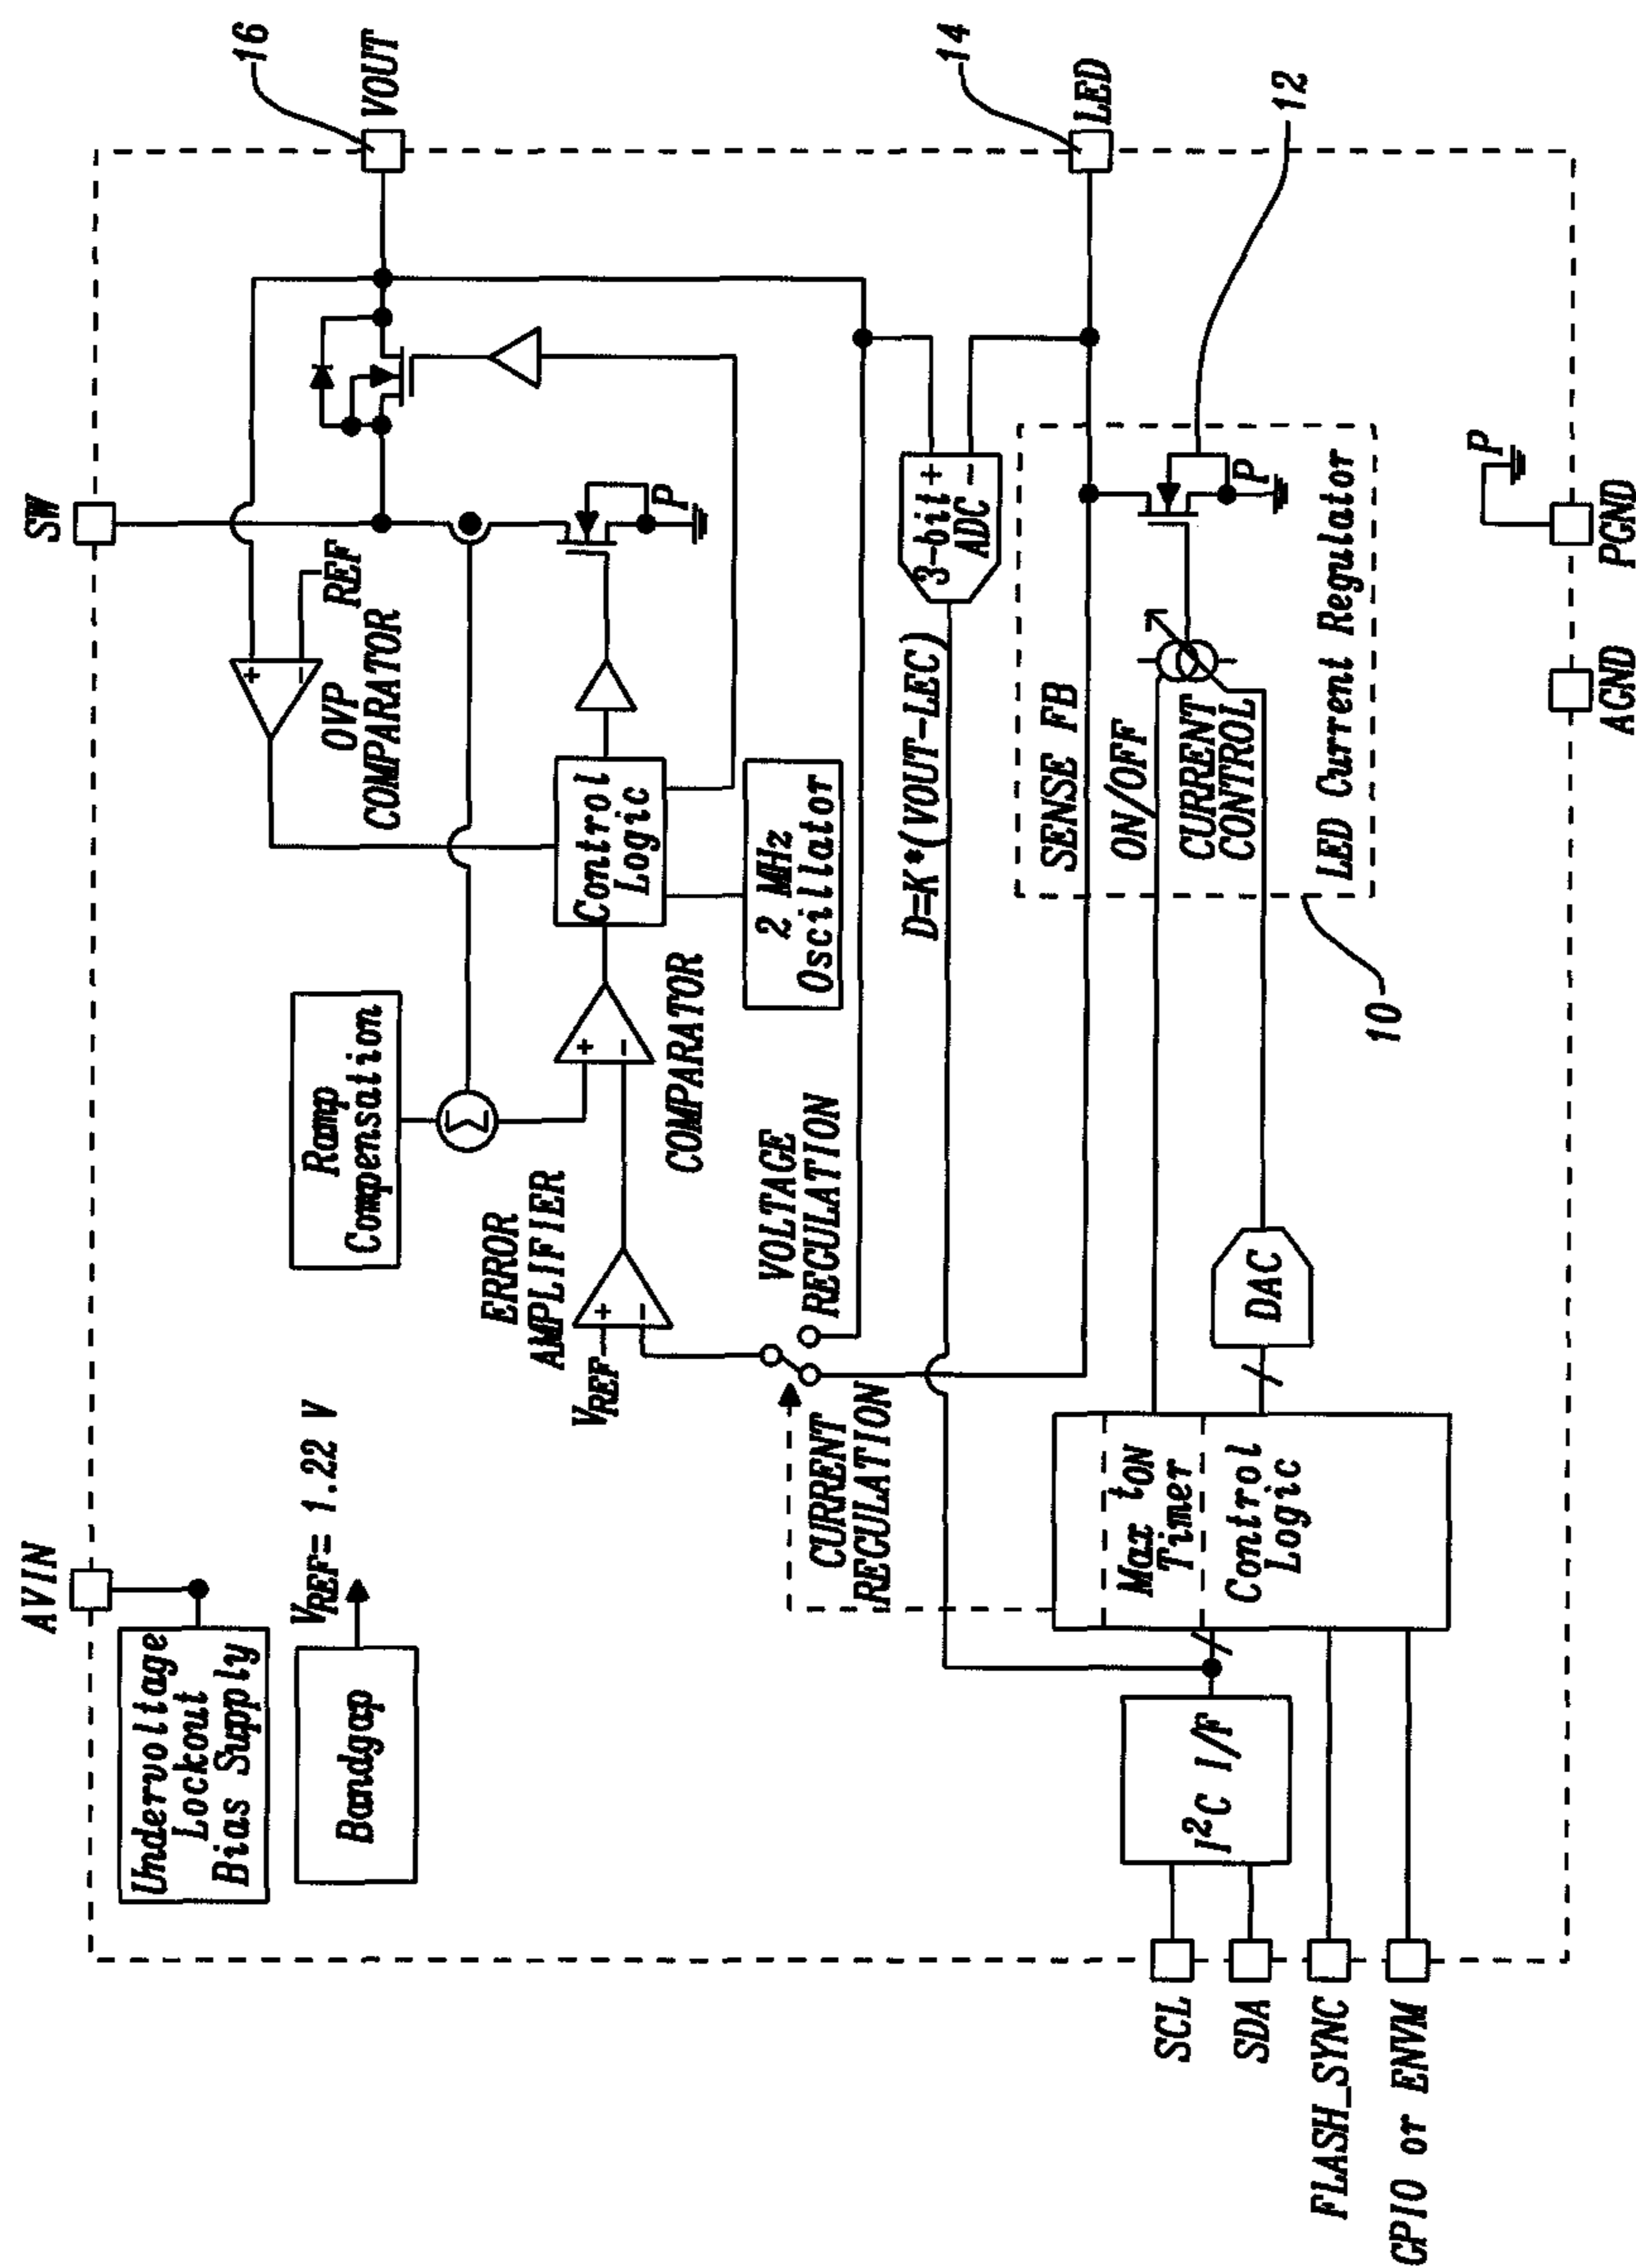 AVIN
SW
16
VOUT
Undervoltage
Lockout
Bias Supply
Bandgap
VREF= 1.22 V
Ramp
Compensation
Σ
+
-
REF
OVP
COMPARATOR
ERROR
AMPLIFIER
VREF
+
-
+
-
COMPARATOR
Control
Logic
2 MHz
Oscillator
P
VOLTAGE
REGULATION
CURRENT
REGULATION
3-bit
ADC
+
-
D=K*(VOUT-LEC)
14
LED
SENSE FB
ON/OFF
CURRENT
CONTROL
P
12
LED Current Regulator
10
Max tON
Timer
Control
Logic
DAC
I²C I/F
SCL
SDA
FLASH_SYNC
GPIO or ENVM
P
AGND
PGND